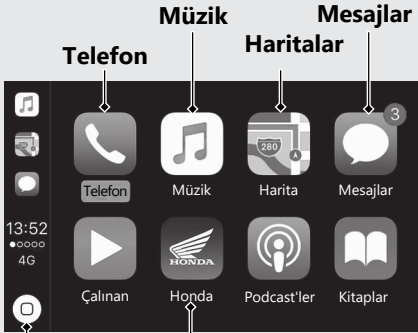 Müzik
Mesajlar
Telefon
Haritalar
3
280
Telefon
Müzik
Harita
Mesajlar
13:52
4G
HONDA
Çalınan
Honda
Podcast'ler
Kitaplar